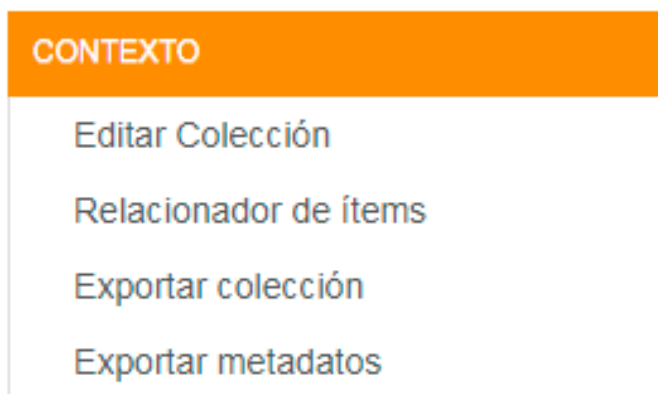 CONTEXTO
Editar Colección
Relacionador de ítems
Exportar colección
Exportar metadatos